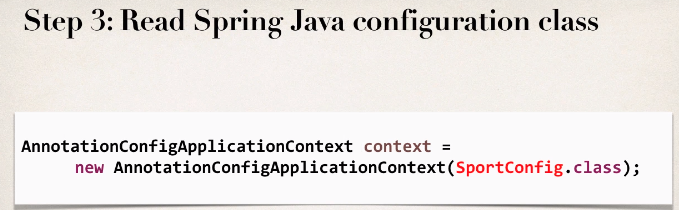 Step 3: Read Spring Java configuration class
AnnotationConfigApplicationContext context =
new AnnotationConfigApplicationContext(SportConfig.class);